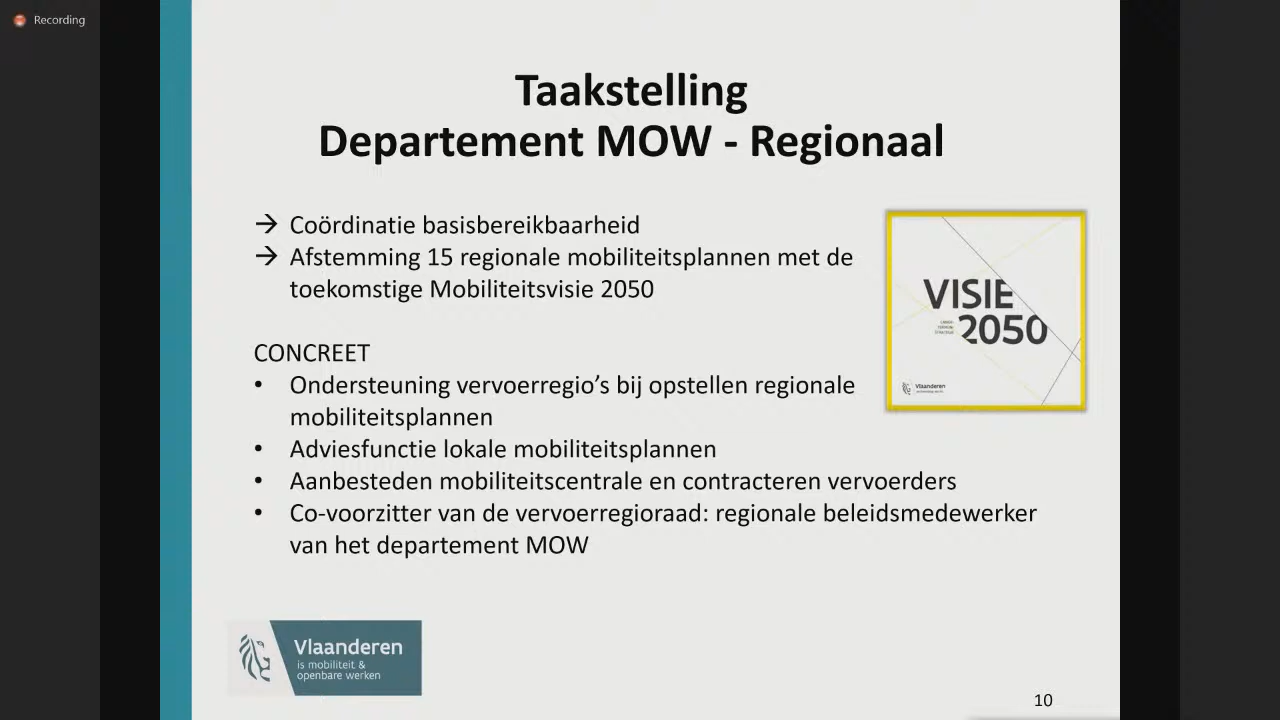 Recording
Taakstelling
Departement MOW - Regionaal
→ Coördinatie basisbereikbaarheid
→ Afstemming 15 regionale mobiliteitsplannen met de
toekomstige Mobiliteitsvisie 2050
VISIE
2050
Vlaanderen
CONCREET
• Ondersteuning vervoerregio’s bij opstellen regionale
mobiliteitsplannen
• Adviesfunctie lokale mobiliteitsplannen
• Aanbesteden mobiliteitscentrale en contracteren vervoerders
• Co-voorzitter van de vervoerregioraad: regionale beleidsmedewerker
van het departement MOW
Vlaanderen
is mobiliteit &
openbare werken
10